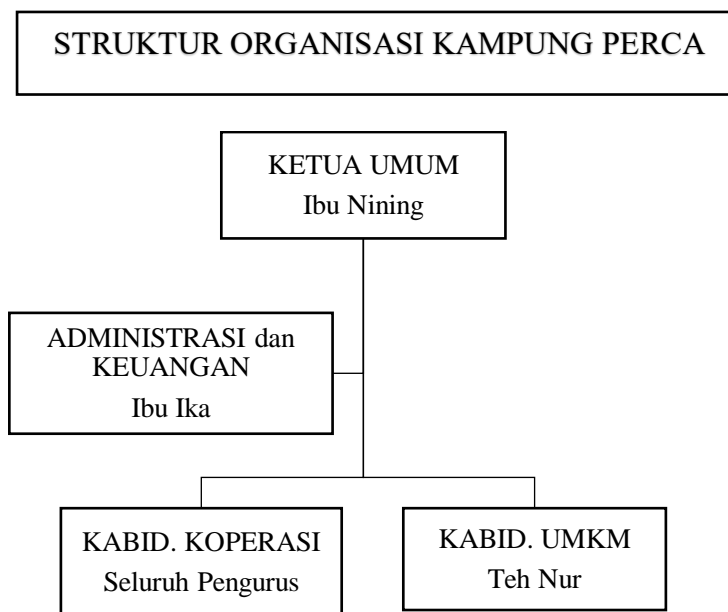 STRUKTUR ORGANISASI KAMPUNG PERCA
KETUA UMUM
Ibu Nining
ADMINISTRASI dan
KEUANGAN
Ibu Ika
KABID. KOPERASI
Seluruh Pengurus
KABID. UMKM
Teh Nur